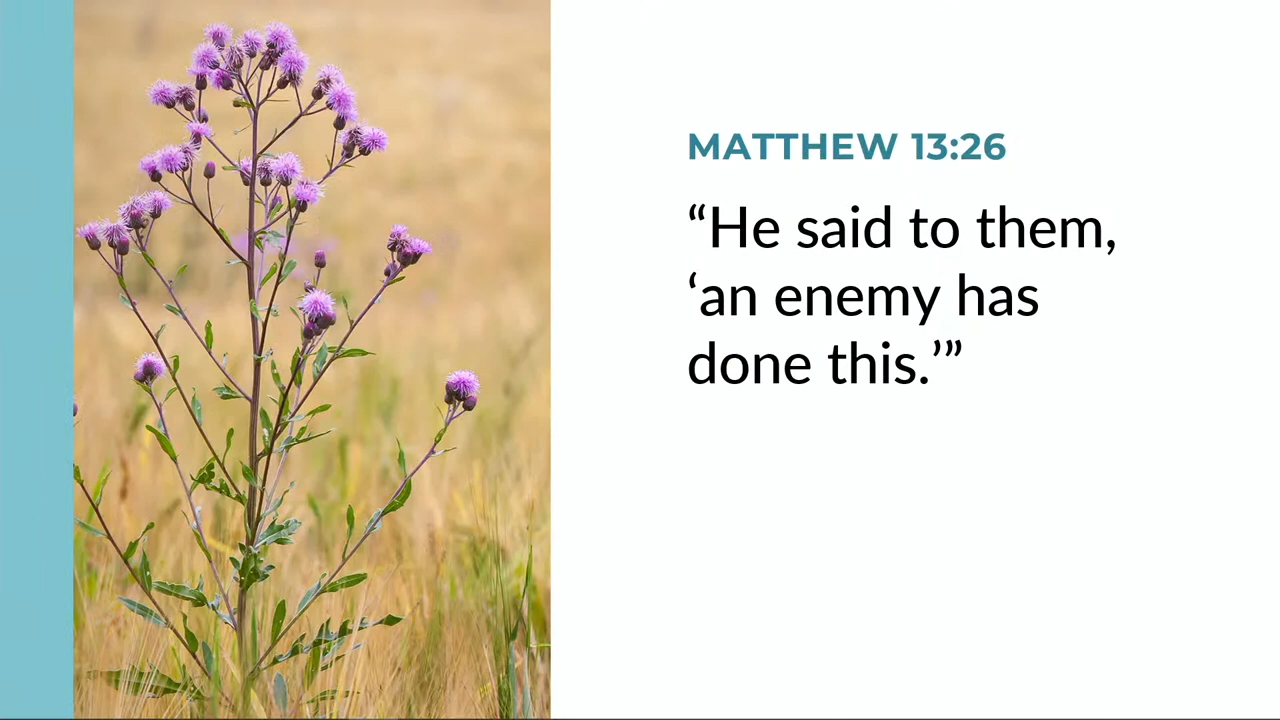 MATTHEW 13:26
“He said to them,
‘an enemy has
done this.’”